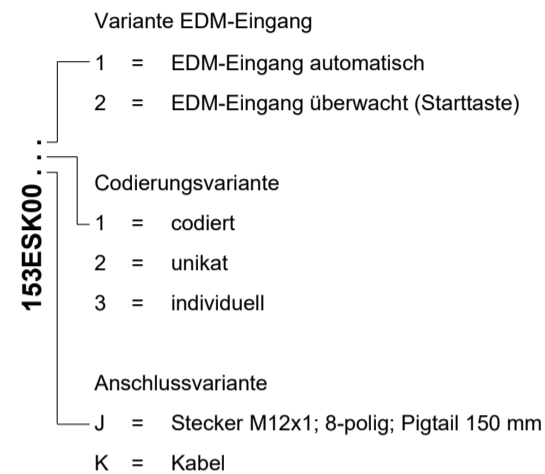 Variante EDM-Eingang
1 = EDM-Eingang automatisch
2 = EDM-Eingang überwacht (Starttaste)
153ESK00 . . .
Codierungsvariante
1 = codiert
2 = unikat
3 = individuell
Anschlussvariante
J = Stecker M12x1; 8-polig; Pigtail 150 mm
K = Kabel